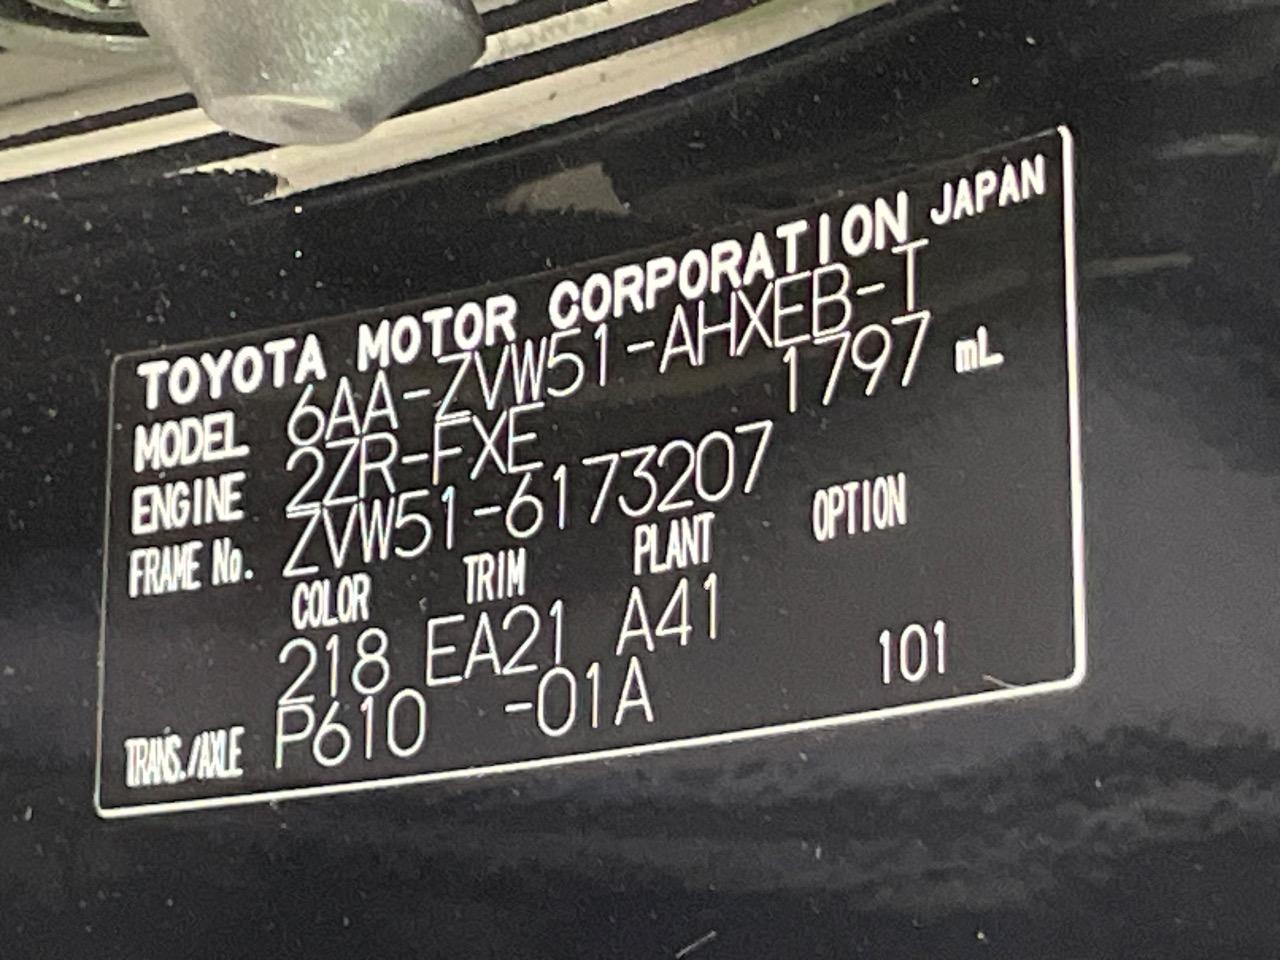 TOYOTA MOTOR CORPORATION JAPAN
MODEL 6AA-ZVW51-AHXEB-T
ENGINE 2ZR-FXE 1797 mL
FRAME No. ZVW51-6173207
COLOR TRIM PLANT OPTION
218 EA21 A41
TRANS./AXLE P610 -01A 101